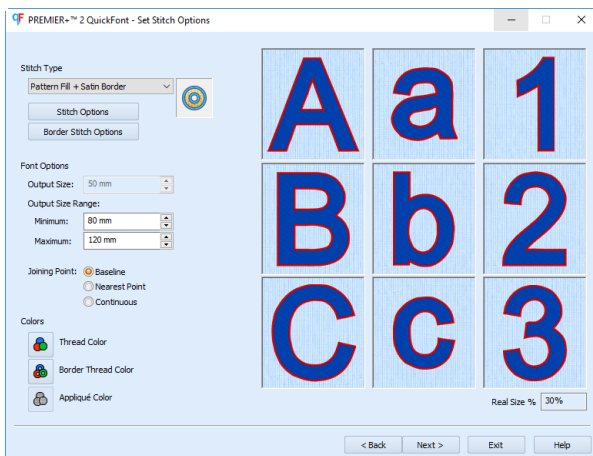 PREMIER+™ 2 QuickFont - Set Stitch Options
Stitch Type
Pattern Fill + Satin Border
Stitch Options
Border Stitch Options
Font Options
Output Size: 50 mm
Output Size Range:
Minimum: 80 mm
Maximum: 120 mm
Joining Point: Baseline
Nearest Point
Continuous
Colors
Thread Color
Border Thread Color
Appliqué Color
A a 1
B b 2
C c 3
Real Size % 30%
< Back Next > Exit Help